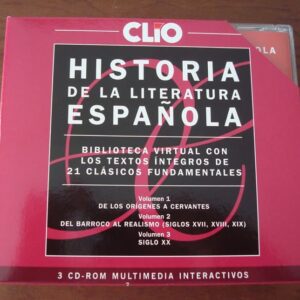 CLiO
HISTORIA
DE LA LITERATURA
ESPAÑOLA
BIBLIOTECA VIRTUAL CON
LOS TEXTOS ÍNTEGROS DE
21 CLÁSICOS FUNDAMENTALES
Volumen 1
DE LOS ORÍGENES A CERVANTES
Volumen 2
DEL BARROCO AL REALISMO (SIGLOS XVII, XVIII, XIX)
Volumen 3
SIGLO XX
3 CD-ROM MULTIMEDIA INTERACTIVOS